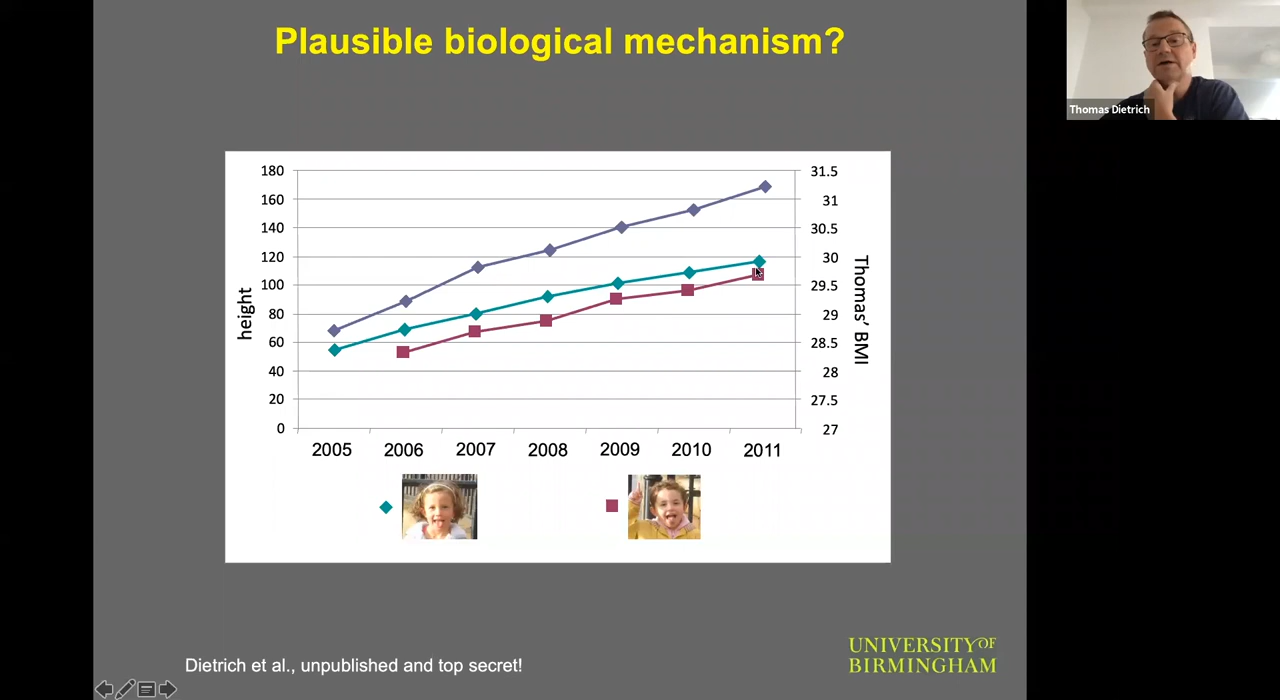 Plausible biological mechanism?
Thomas Dietrich
180
160
140
120
100
80
60
40
20
0
height
31.5
31
30.5
30
29.5
29
28.5
28
27.5
27
Thomas' BMI
2005 2006 2007 2008 2009 2010 2011
Dietrich et al., unpublished and top secret!
UNIVERSITY OF
BIRMINGHAM